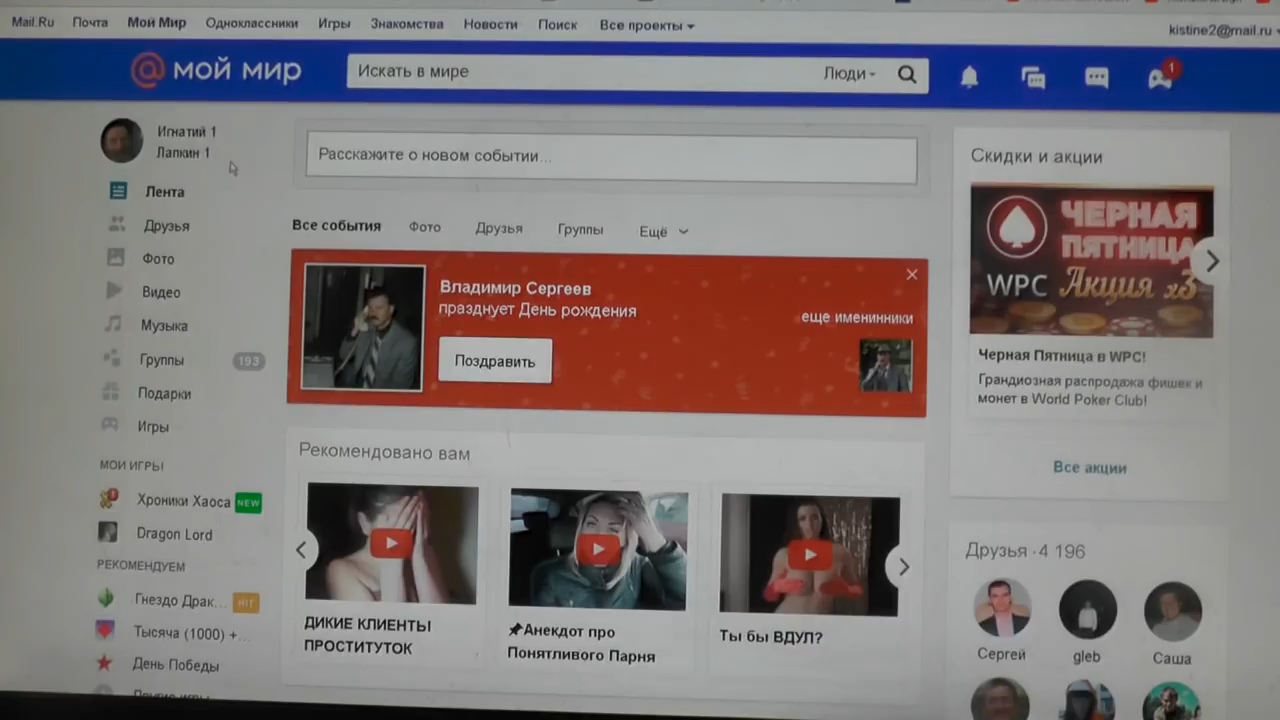 Mail.Ru Почта Мой Мир Одноклассники Игры Знакомства Новости Поиск Все проекты
kistine2@mail.ru
@ мой мир
Искать в мире
Люди
1
Игнатий 1
Лапкин 1
Лента
Друзья
Фото
Видео
Музыка
Группы 193
Подарки
Игры
МОИ ИГРЫ
Хроники Хаоса NEW
Dragon Lord
РЕКОМЕНДУЕМ
Гнездо Драк... HIT
Тысяча (1000) +...
День Победы
Другие игры
Расскажите о новом событии...
Все события Фото Друзья Группы Ещё
Владимир Сергеев
празднует День рождения
Поздравить
еще именинники
Рекомендовано вам
ДИКИЕ КЛИЕНТЫ
ПРОСТИТУТОК
📌Анекдот про
Понятливого Парня
Ты бы ВДУЛ?
Скидки и акции
ЧЕРНАЯ
ПЯТНИЦА
WPC Акция x3
Черная Пятница в WPC!
Грандиозная распродажа фишек и
монет в World Poker Club!
Все акции
Друзья · 4 196
Сергей gleb Саша